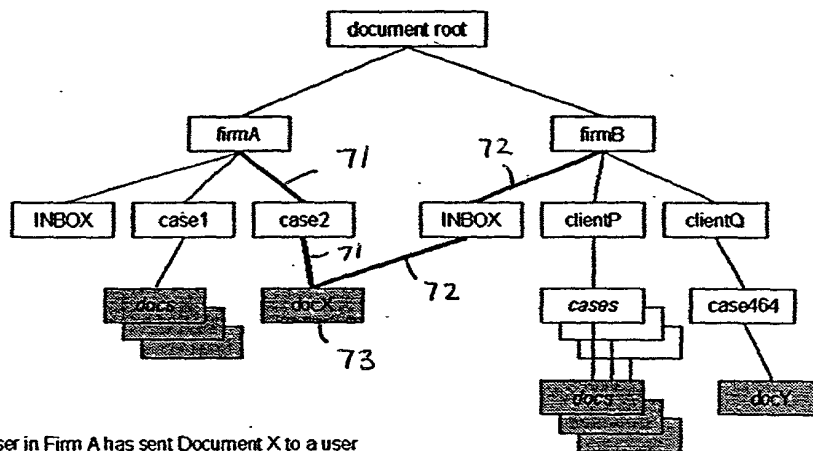 document root
firmA
firmB
71
72
INBOX
case1
case2
INBOX
clientP
clientQ
71
72
docs
docX
cases
case464
73
docs
docY
ser in Firm A has sent Document X to a user